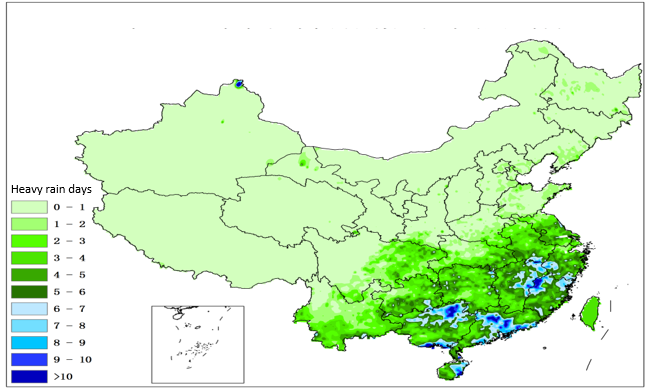 Heavy rain days
0 – 1
1 – 2
2 – 3
3 – 4
4 – 5
5 – 6
6 – 7
7 – 8
8 – 9
9 – 10
>10